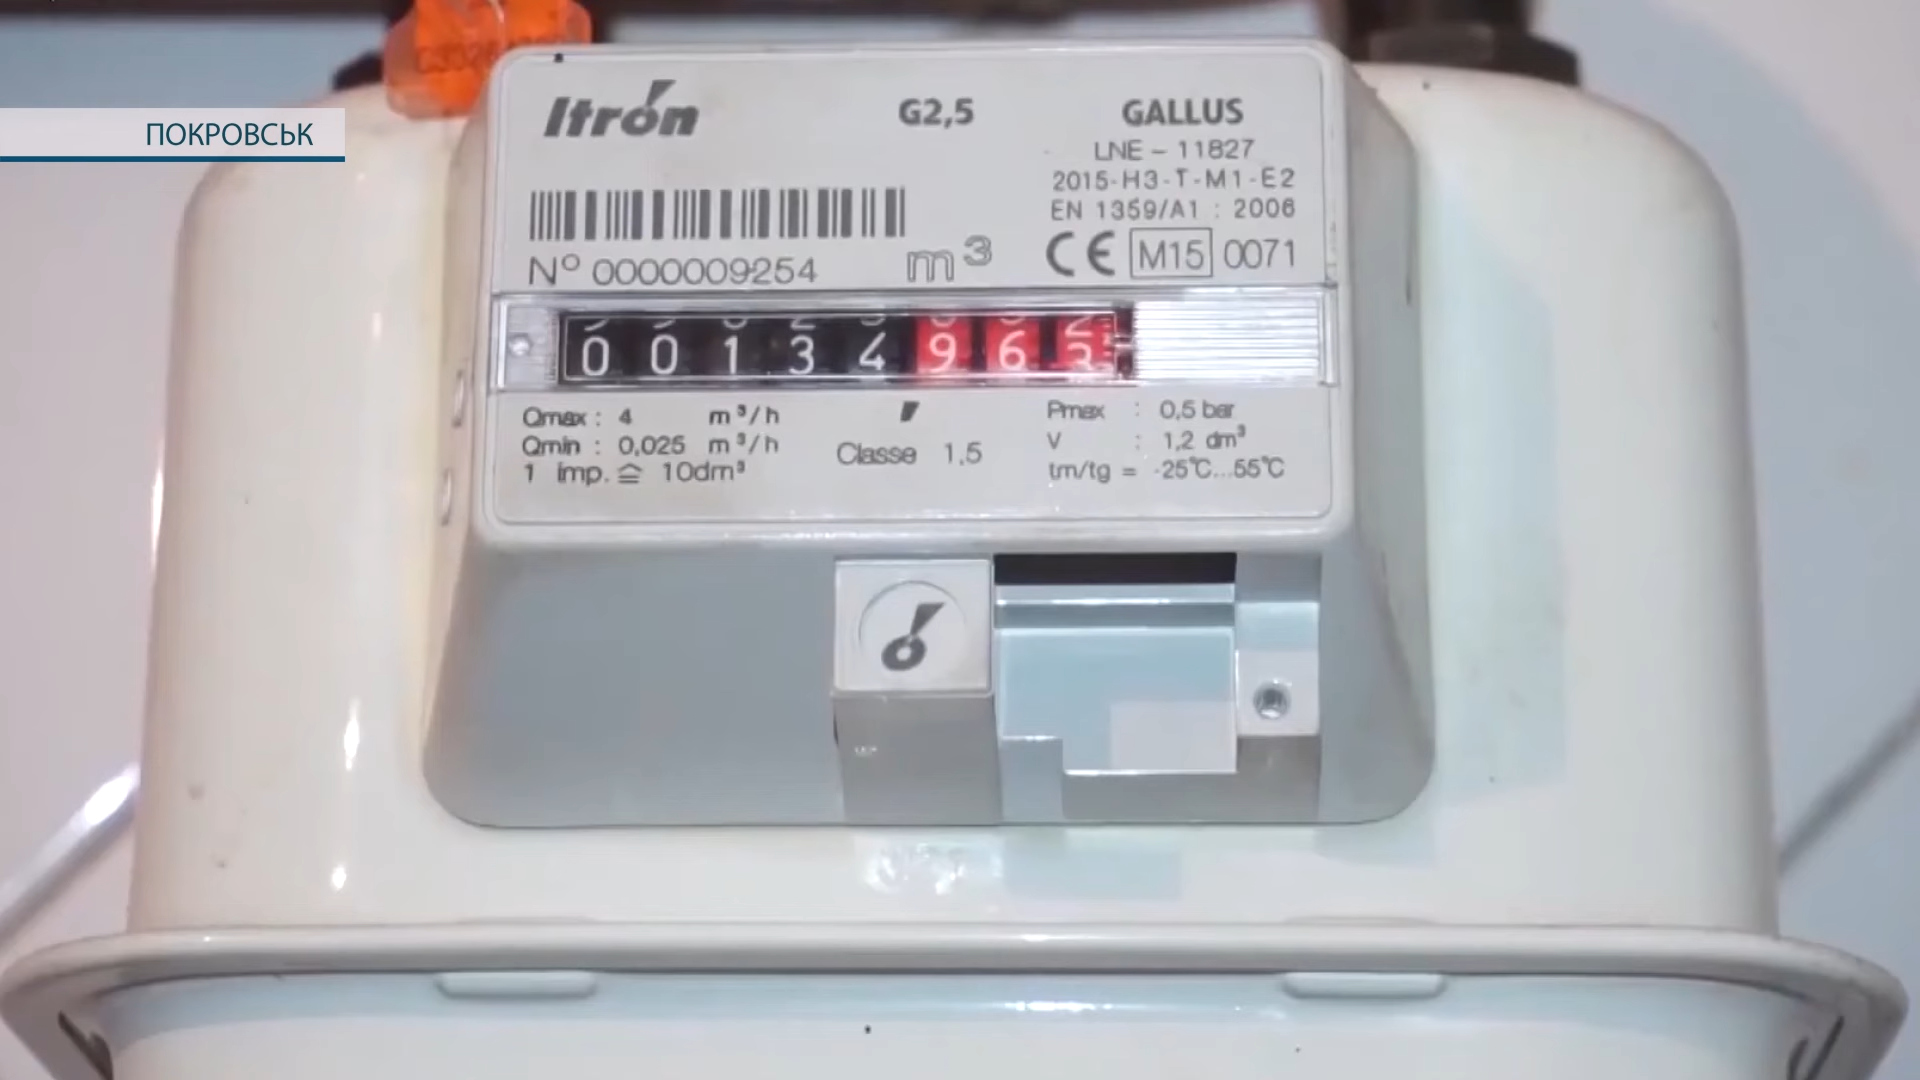 ПОКРОВСЬК
Itron G2,5 GALLUS
LNE – 11827
2015-H3-T-M1-E2
EN 1359/A1 : 2006
m³ CE M15 0071
N° 0000009254
0 0 1 3 4 9 6
Qmax : 4 m³/h
Qmin : 0,025 m³/h
1 imp. ≙ 10dm³
Classe 1,5
Pmax : 0,5 bar
V : 1,2 dm³
tm/tg = -25°C...55°C